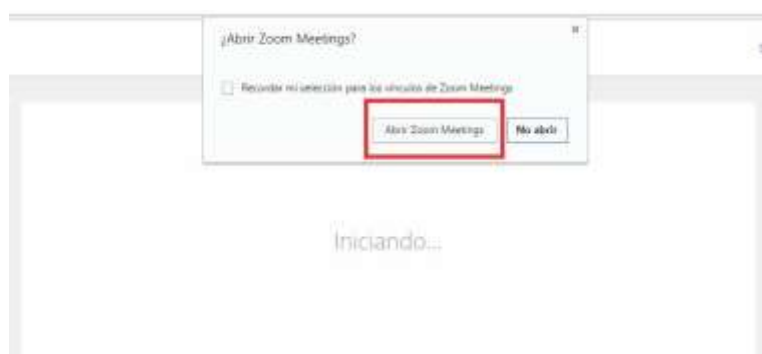 ¿Abrir Zoom Meetings?
Recordar mi selección para los vínculos de Zoom Meetings
Abrir Zoom Meetings
No abrir
Iniciando...